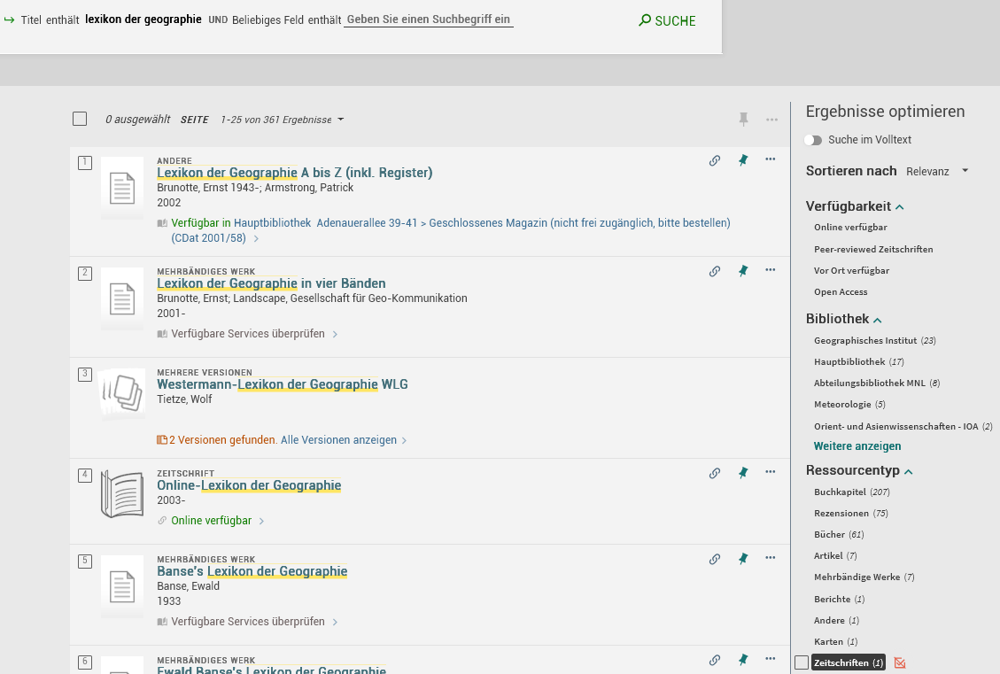 Titel enthält lexikon der geographie UND Beliebiges Feld enthält Geben Sie einen Suchbegriff ein
SUCHE
0 ausgewählt SEITE 1-25 von 361 Ergebnisse
1
ANDERE
Lexikon der Geographie A bis Z (inkl. Register)
Brunotte, Ernst 1943-; Armstrong, Patrick
2002
Verfügbar in Hauptbibliothek Adenauerallee 39-41 > Geschlossenes Magazin (nicht frei zugänglich, bitte bestellen)
(CDat 2001/58)
2
MEHRBÄNDIGES WERK
Lexikon der Geographie in vier Bänden
Brunotte, Ernst; Landscape, Gesellschaft für Geo-Kommunikation
2001-
Verfügbare Services überprüfen
3
MEHRERE VERSIONEN
Westermann-Lexikon der Geographie WLG
Tietze, Wolf
2 Versionen gefunden. Alle Versionen anzeigen
4
ZEITSCHRIFT
Online-Lexikon der Geographie
2003-
Online verfügbar
5
MEHRBÄNDIGES WERK
Banse's Lexikon der Geographie
Banse, Ewald
1933
Verfügbare Services überprüfen
6
MEHRBÄNDIGES WERK
Ewald Banse's Lexikon der Geographie
Ergebnisse optimieren
Suche im Volltext
Sortieren nach Relevanz
Verfügbarkeit
Online verfügbar
Peer-reviewed Zeitschriften
Vor Ort verfügbar
Open Access
Bibliothek
Geographisches Institut (23)
Hauptbibliothek (17)
Abteilungsbibliothek MNL (8)
Meteorologie (5)
Orient- und Asienwissenschaften - IOA (2)
Weitere anzeigen
Ressourcentyp
Buchkapitel (207)
Rezensionen (75)
Bücher (61)
Artikel (7)
Mehrbändige Werke (7)
Berichte (1)
Andere (1)
Karten (1)
Zeitschriften (1)